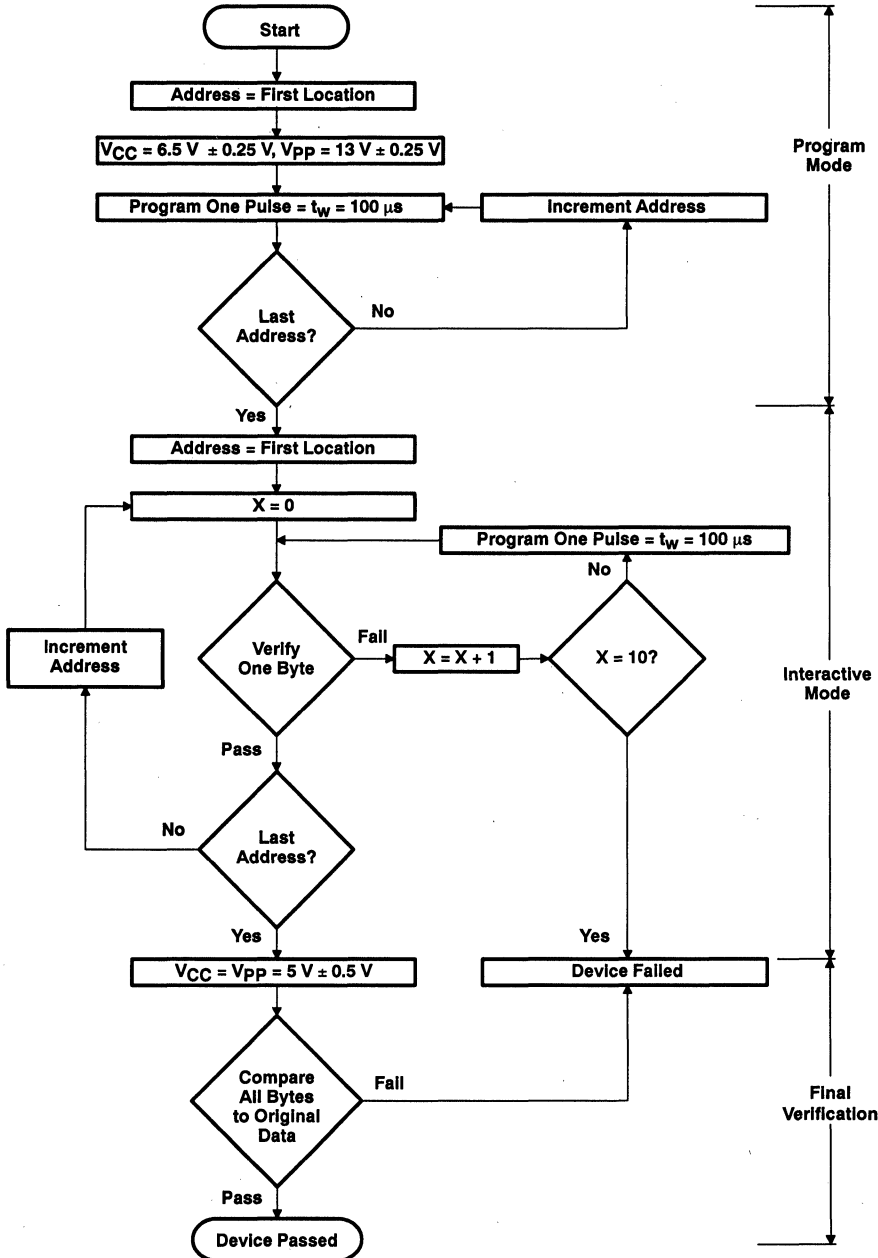 Start
Address = First Location
VCC = 6.5 V ± 0.25 V, VPP = 13 V ± 0.25 V
Program
Mode
Program One Pulse = tw = 100 μs
Increment Address
Last
Address?
No
Yes
Address = First Location
X = 0
Program One Pulse = tw = 100 μs
No
Increment
Address
Verify
One Byte
Fail
X = X + 1
X = 10?
Interactive
Mode
Pass
No
Last
Address?
Yes
Yes
VCC = VPP = 5 V ± 0.5 V
Device Failed
Compare
All Bytes
to Original
Data
Fail
Final
Verification
Pass
Device Passed